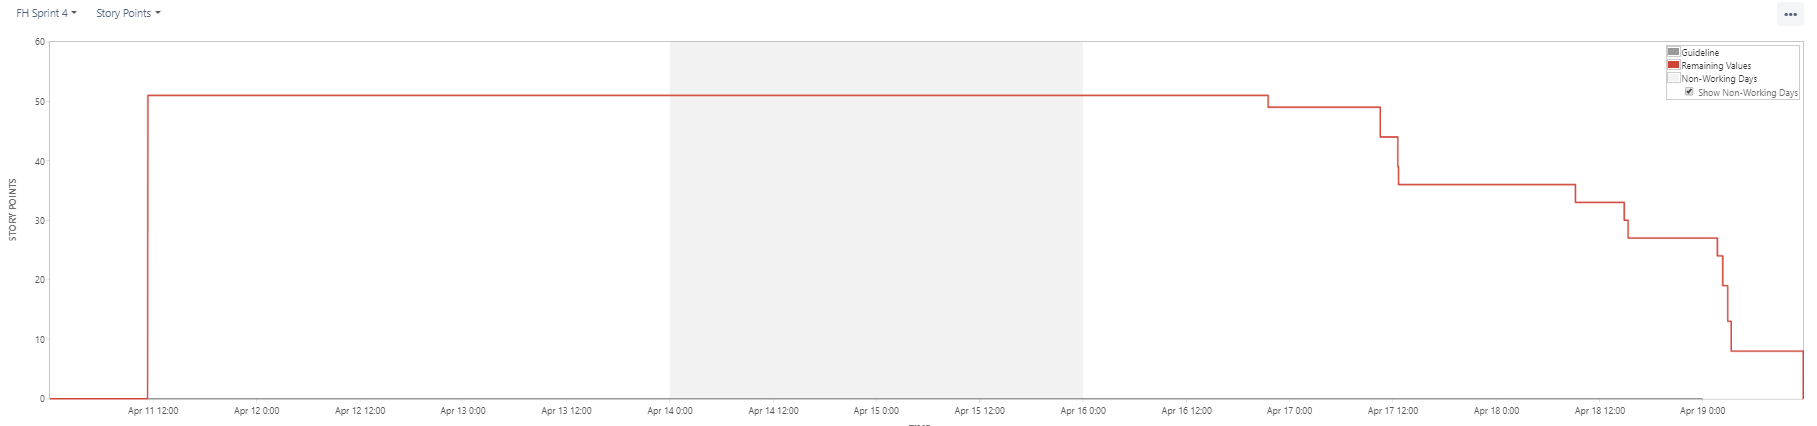 FH Sprint 4 Story Points
60
50
40
30
20
10
0
STORY POINTS
Guideline
Remaining Values
Non-Working Days
Show Non-Working Days
Apr 11 12:00 Apr 12 0:00 Apr 12 12:00 Apr 13 0:00 Apr 13 12:00 Apr 14 0:00 Apr 14 12:00 Apr 15 0:00 Apr 15 12:00 Apr 16 0:00 Apr 16 12:00 Apr 17 0:00 Apr 17 12:00 Apr 18 0:00 Apr 18 12:00 Apr 19 0:00